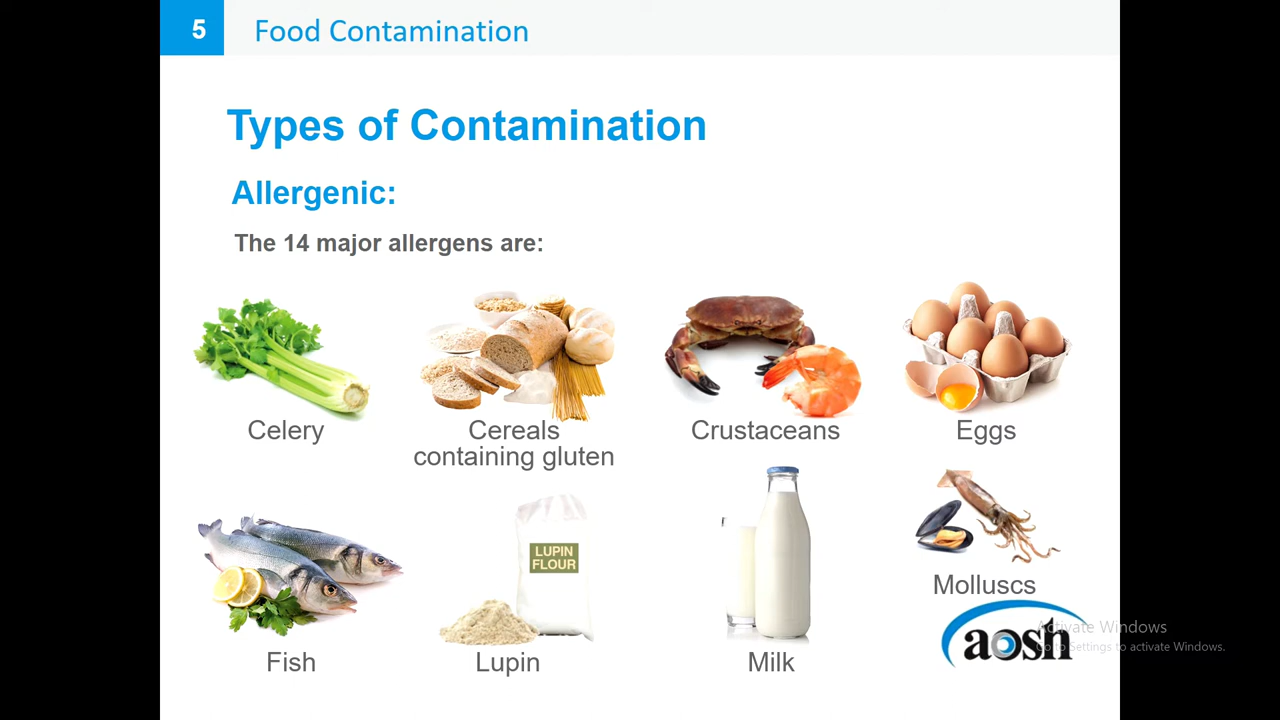 5 Food Contamination
Types of Contamination
Allergenic:
The 14 major allergens are:
Celery
Cereals
containing gluten
Crustaceans
Eggs
LUPIN
FLOUR
Fish
Lupin
Milk
Molluscs
aosh
Activate Windows
Go to Settings to activate Windows.